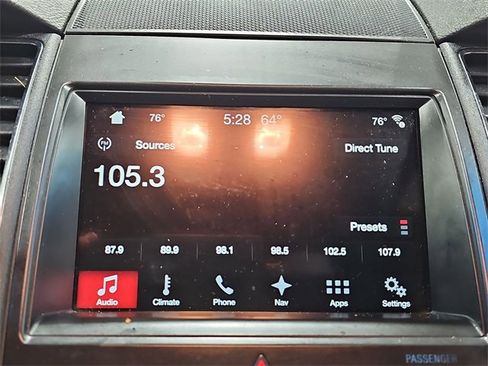 76° 5:28 64° 76°
Sources Direct Tune
105.3
Presets
87.9 89.9 98.1 98.5 102.5 107.9
Audio Climate Phone Nav Apps Settings
PASSENGER